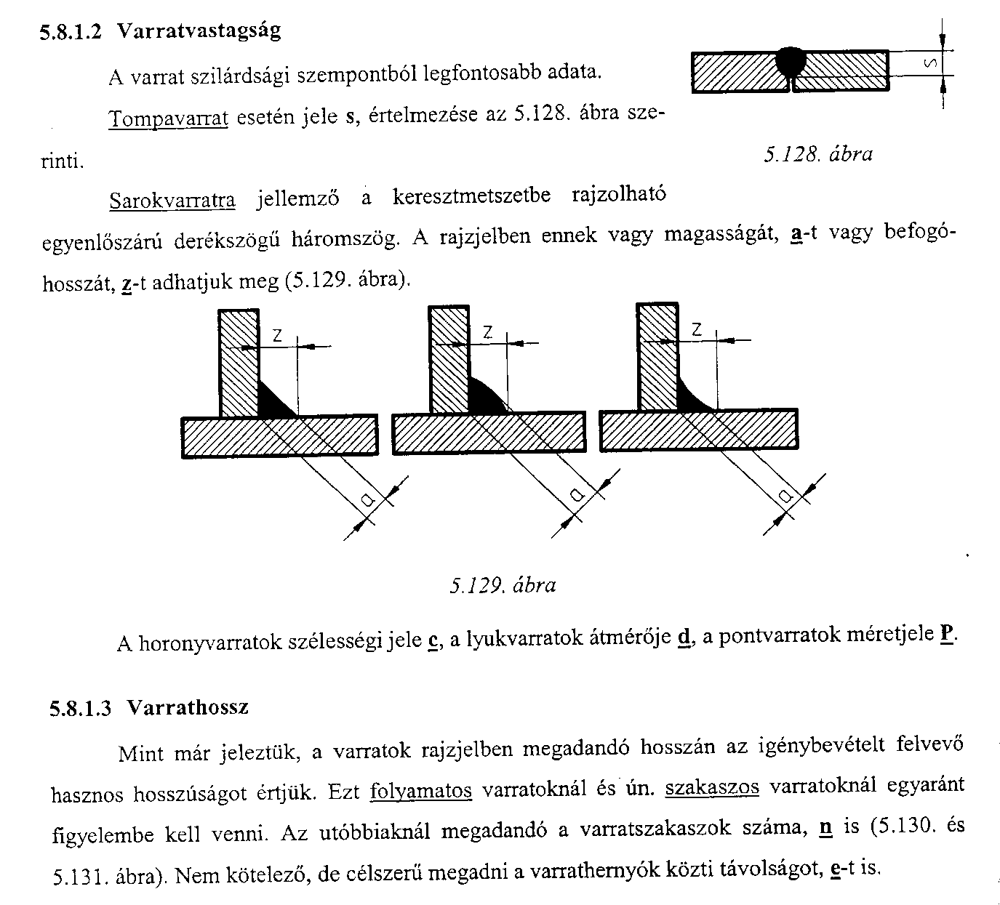 5.8.1.2 Varratvastagság
A varrat szilárdsági szempontból legfontosabb adata.
Tompavarrat esetén jele s, értelmezése az 5.128. ábra sze-
rinti.
s
5.128. ábra
Sarokvarratra jellemző a keresztmetszetbe rajzolható
egyenlőszárú derékszögű háromszög. A rajzjelben ennek vagy magasságát, a-t vagy befogó-
hosszát, z-t adhatjuk meg (5.129. ábra).
z z z
a a a
5.129. ábra
A horonyvarratok szélességi jele c, a lyukvarratok átmérője d, a pontvarratok méretjele P.
5.8.1.3 Varrathossz
Mint már jeleztük, a varratok rajzjelben megadandó hosszán az igénybevételt felvevő
hasznos hosszúságot értjük. Ezt folyamatos varratoknál és ún. szakaszos varratoknál egyaránt
figyelembe kell venni. Az utóbbiaknál megadandó a varratszakaszok száma, n is (5.130. és
5.131. ábra). Nem kötelező, de célszerű megadni a varrathernyók közti távolságot, e-t is.